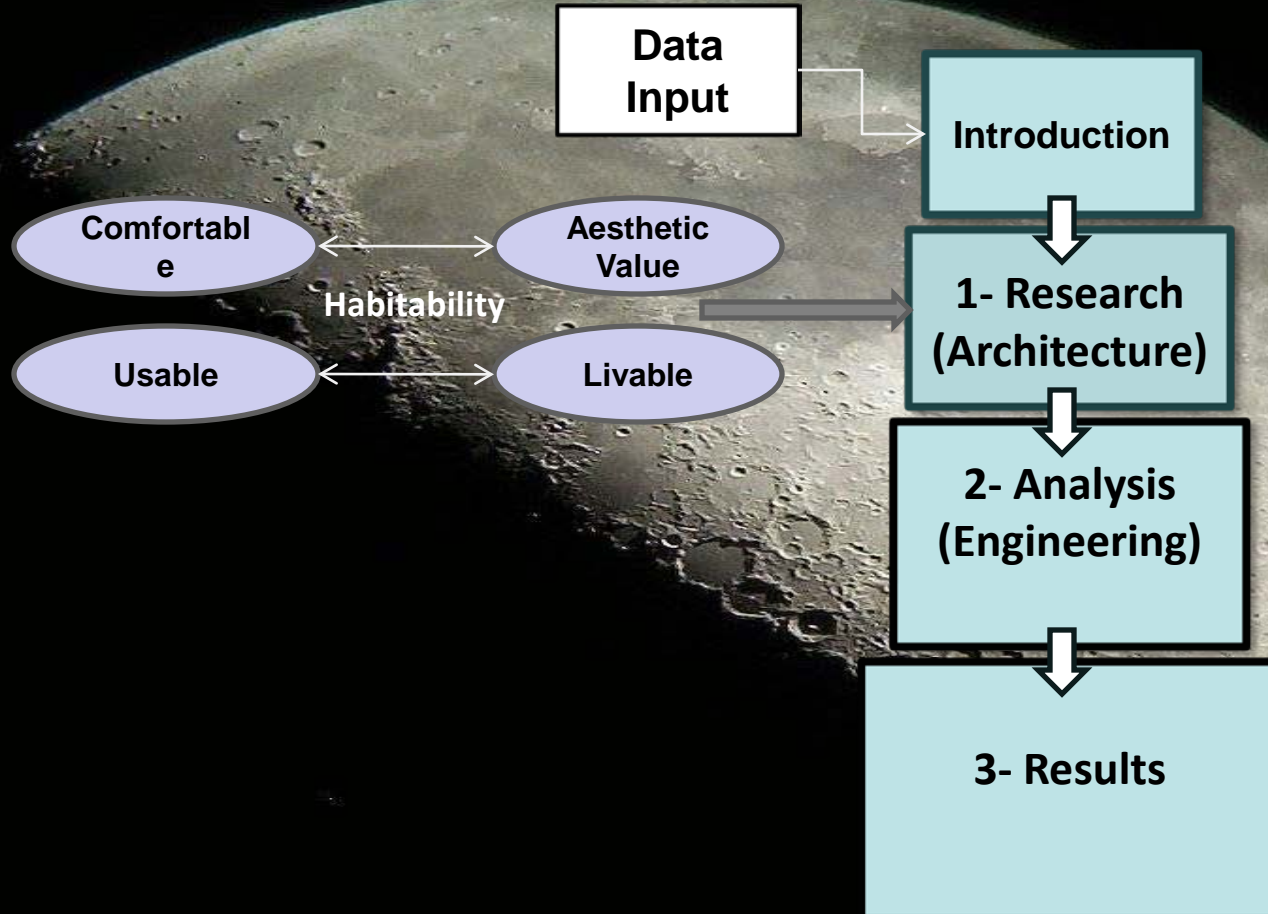 Data
Input
Introduction
Comfortabl
e
Aesthetic
Value
Habitability
Usable
Livable
1- Research
(Architecture)
2- Analysis
(Engineering)
3- Results